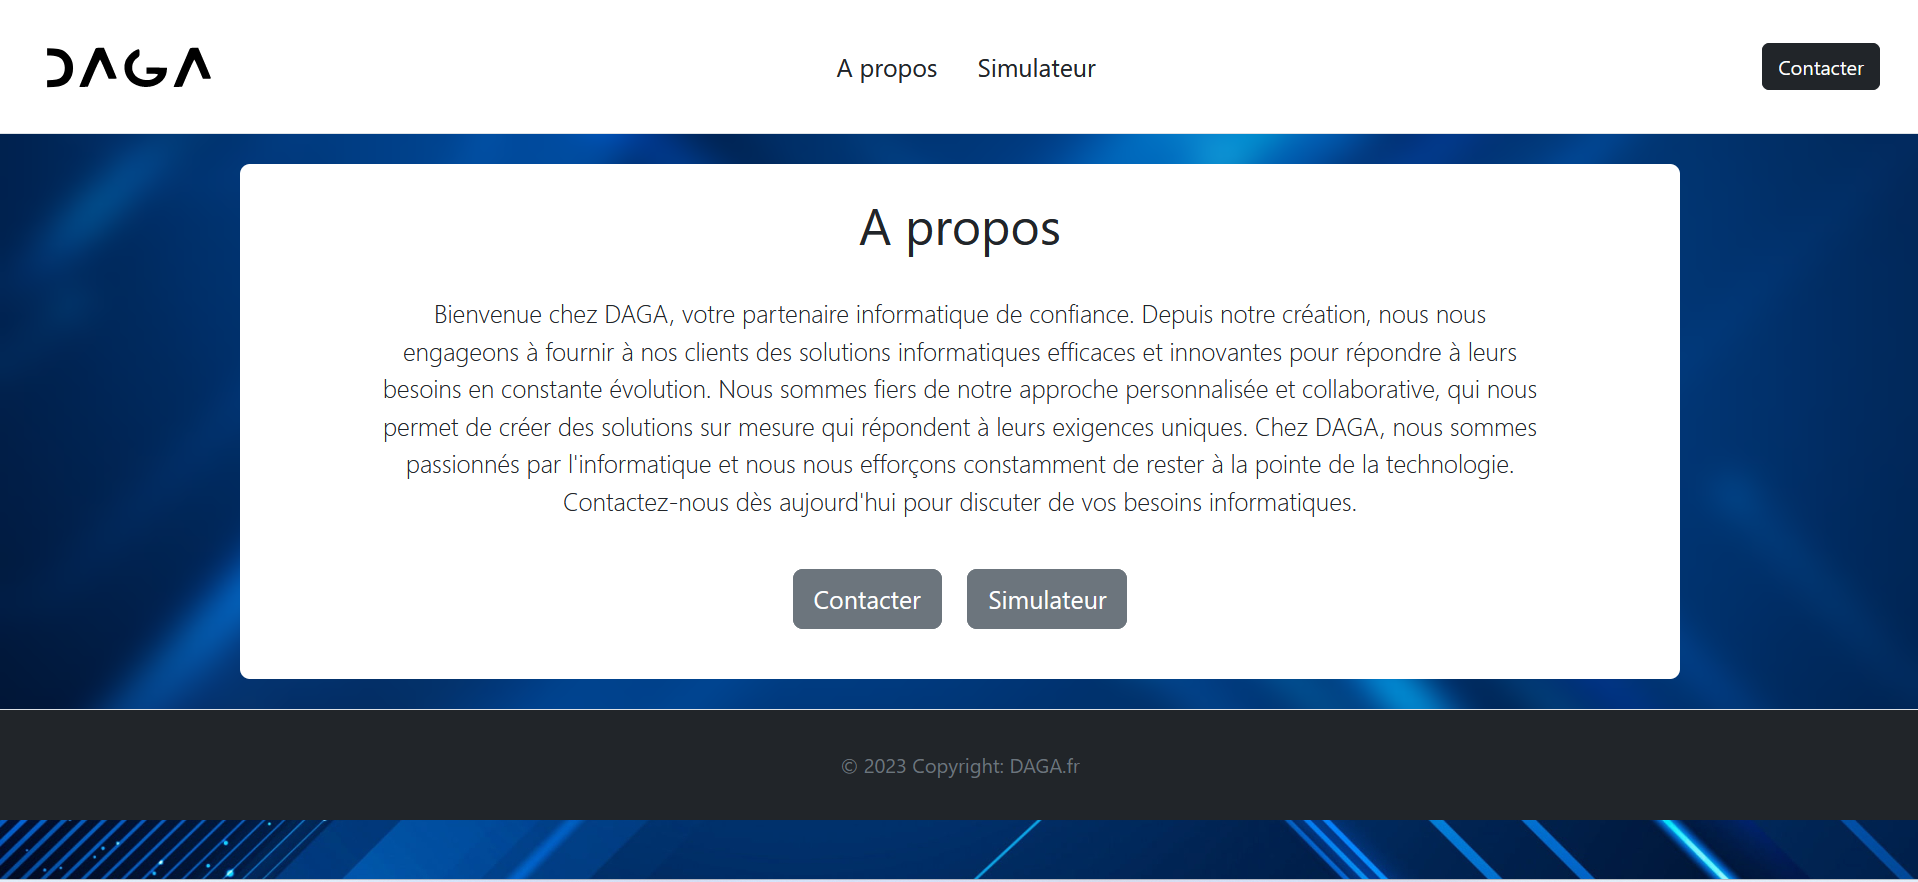 DAGA
A propos
Simulateur
Contacter
A propos
Bienvenue chez DAGA, votre partenaire informatique de confiance. Depuis notre création, nous nous
engageons à fournir à nos clients des solutions informatiques efficaces et innovantes pour répondre à leurs
besoins en constante évolution. Nous sommes fiers de notre approche personnalisée et collaborative, qui nous
permet de créer des solutions sur mesure qui répondent à leurs exigences uniques. Chez DAGA, nous sommes
passionnés par l'informatique et nous nous efforçons constamment de rester à la pointe de la technologie.
Contactez-nous dès aujourd'hui pour discuter de vos besoins informatiques.
Contacter
Simulateur
© 2023 Copyright: DAGA.fr